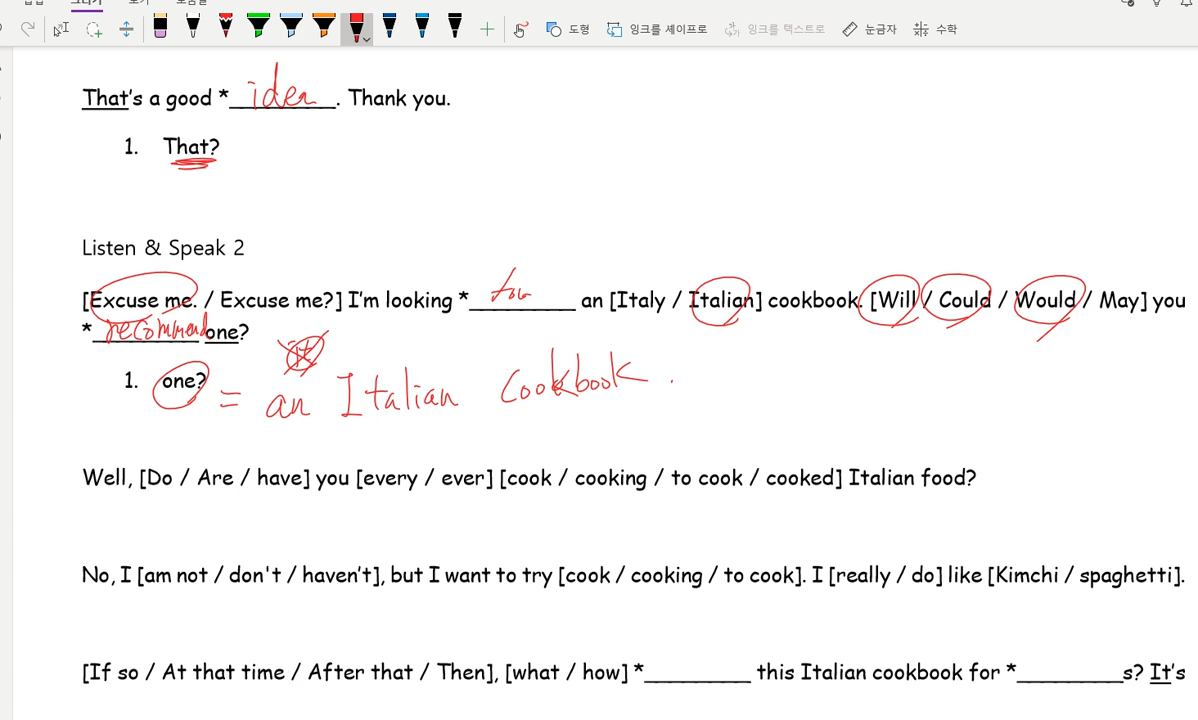 도형 잉크를 셰이프로 잉크를 텍스트로 눈금자 수학
That's a good * idea . Thank you.
1. That?
Listen & Speak 2
[Excuse me. / Excuse me?] I'm looking * for an [Italy / Italian] cookbook. [Will / Could / Would / May] you
* recommend one?
it
1. one? = an Italian Cookbook.
Well, [Do / Are / have] you [every / ever] [cook / cooking / to cook / cooked] Italian food?
No, I [am not / don't / haven't], but I want to try [cook / cooking / to cook]. I [really / do] like [Kimchi / spaghetti].
[If so / At that time / After that / Then], [what / how] *__________ this Italian cookbook for *__________s? It's